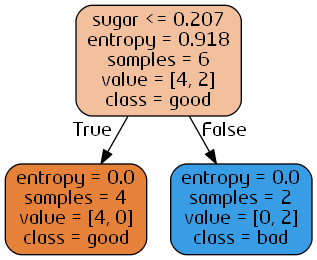 sugar <= 0.207
entropy = 0.918
samples = 6
value = [4, 2]
class = good
True
False
entropy = 0.0
samples = 4
value = [4, 0]
class = good
entropy = 0.0
samples = 2
value = [0, 2]
class = bad